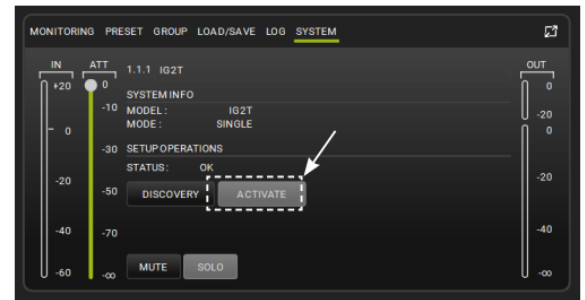 MONITORING PRESET GROUP LOAD/SAVE LOG SYSTEM
IN ATT 1.1.1 IG2T OUT
+20 0 0
SYSTEM INFO
-10 MODEL: IG2T -20
0 MODE: SINGLE 0
-30 SETUP OPERATIONS
STATUS: OK
-20 -20
-50 DISCOVERY ACTIVATE
-40 -70 -40
-60 -∞ MUTE SOLO -∞